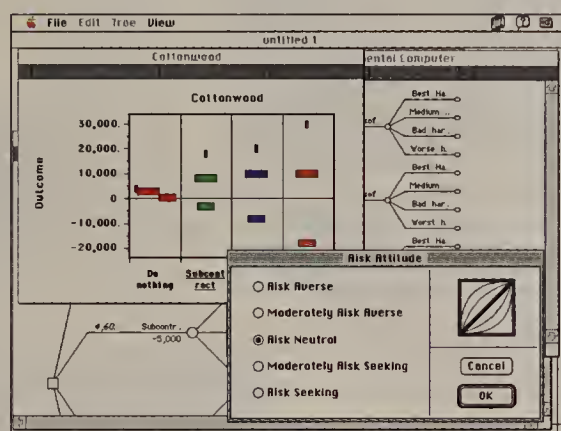 File Edit Tree View
untitled 1
Cottonwood
ental Computer
Cottonwood
Outcome
30,000.
20,000
10,000
0
-10,000
-20,000
Do nothing
Subcont ract
Best Ha
Medium ..
Bad har..
Worse h.
sof
Best Ha.
Medium
Bad har.
Worst h
sof
Best Ha
Subcontr..
-5,000
Risk Attitude
Risk Averse
Moderately Risk Averse
Risk Neutral
Moderately Risk Seeking
Risk Seeking
Cancel
OK